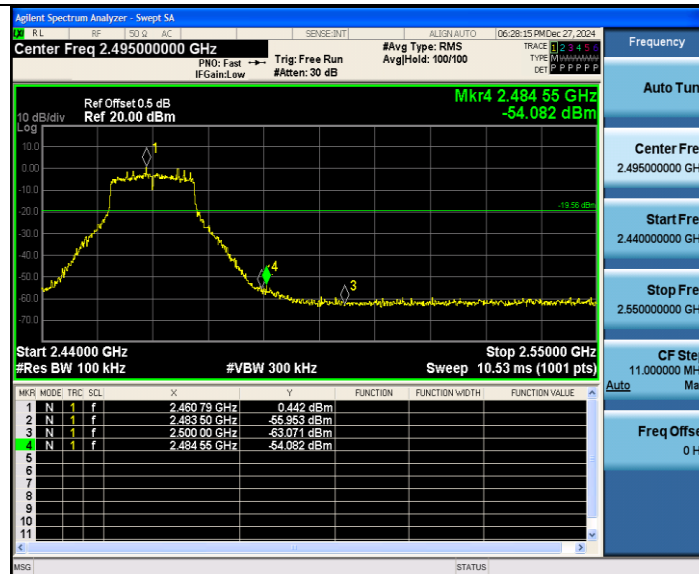 Agilent Spectrum Analyzer - Swept SA
RL RF 50 Ω AC SENSE:INT ALIGN AUTO 06:28:15 PM Dec 27, 2024
Center Freq 2.495000000 GHz
PNO: Fast
IFGain:Low
Trig: Free Run
#Atten: 30 dB
#Avg Type: RMS
Avg|Hold: 100/100
TRACE 1 2 3 4 5 6
TYPE M
DET P P P P P P
Frequency
Ref Offset 0.5 dB
10 dB/div Ref 20.00 dBm
Log
Mkr4 2.484 55 GHz
-54.082 dBm
10.0
0.00
-10.0
-20.0
-30.0
-40.0
-50.0
-60.0
-70.0
1
4
3
-19.56 dBm
Start 2.44000 GHz Stop 2.55000 GHz
#Res BW 100 kHz #VBW 300 kHz Sweep 10.53 ms (1001 pts)
MKR MODE TRC SCL X Y FUNCTION FUNCTION WIDTH FUNCTION VALUE
1 N 1 f 2.460 79 GHz 0.442 dBm
2 N 1 f 2.483 50 GHz -55.953 dBm
3 N 1 f 2.500 00 GHz -63.071 dBm
4 N 1 f 2.484 55 GHz -54.082 dBm
5
6
7
8
9
10
11
Auto Tun
Center Fre
2.495000000 GH
Start Fre
2.440000000 GH
Stop Fre
2.550000000 GH
CF Ste
11.000000 MH
Auto Ma
Freq Offse
0 H
MSG STATUS